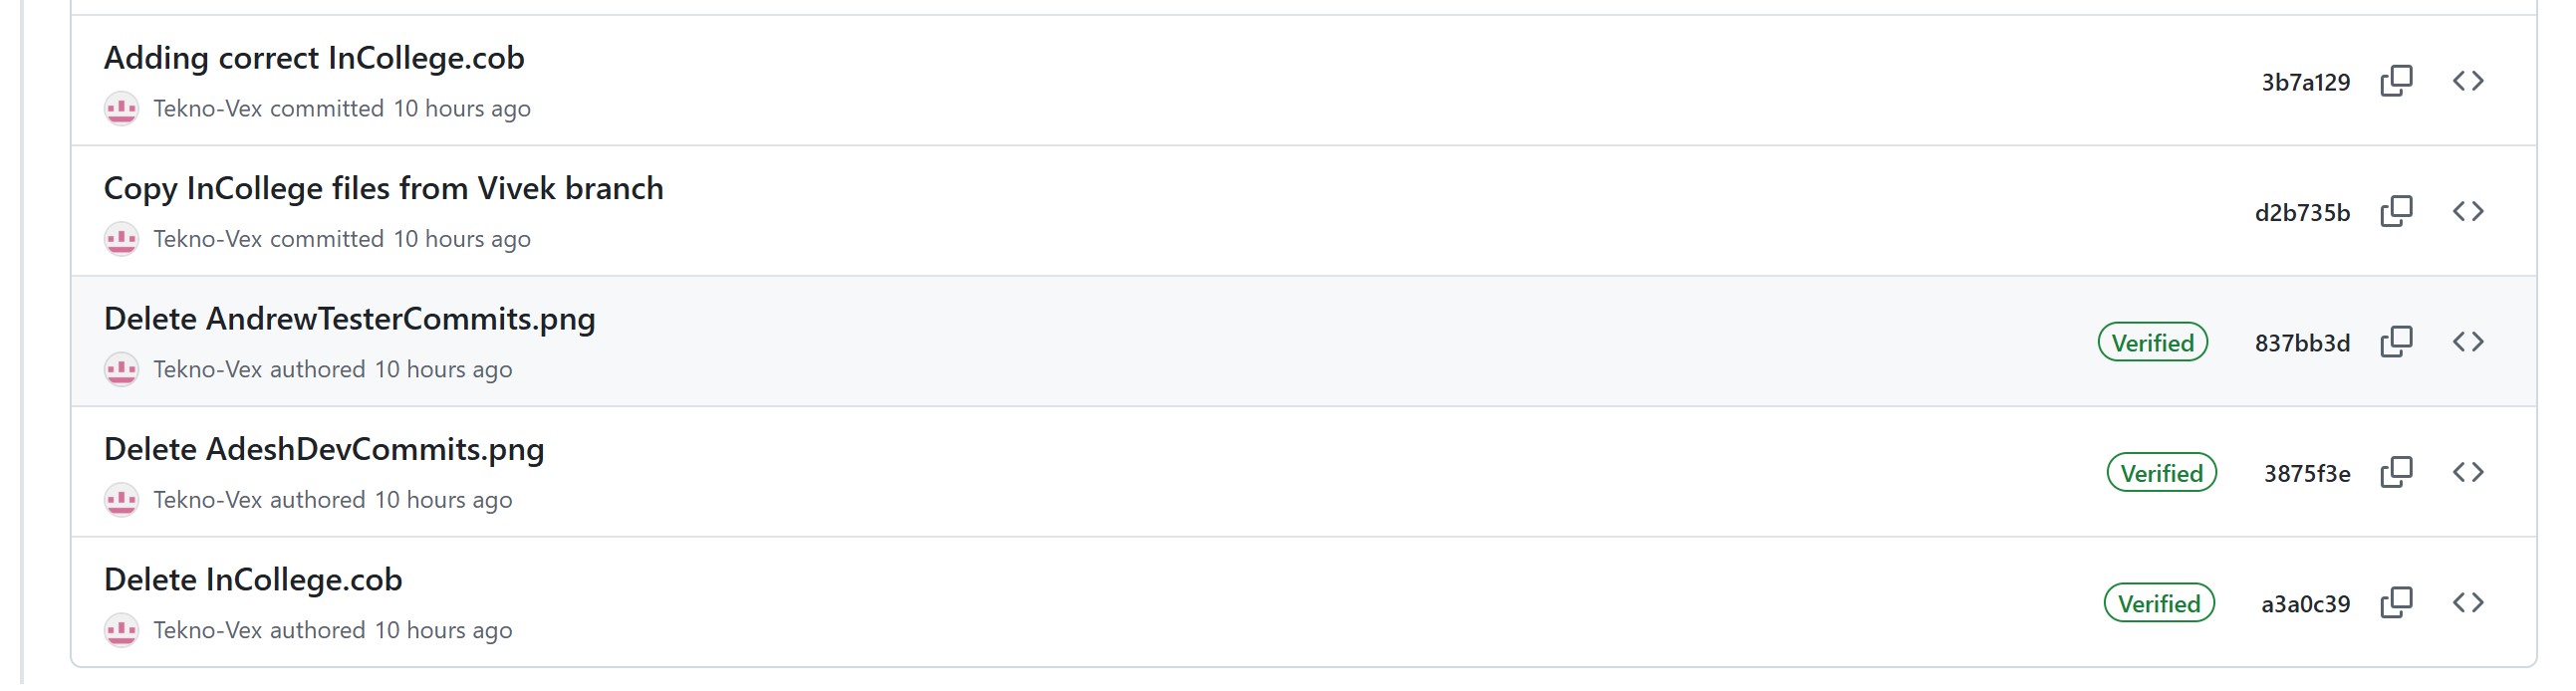 Adding correct InCollege.cob
Tekno-Vex committed 10 hours ago
3b7a129
Copy InCollege files from Vivek branch
Tekno-Vex committed 10 hours ago
d2b735b
Delete AndrewTesterCommits.png
Tekno-Vex authored 10 hours ago
Verified 837bb3d
Delete AdeshDevCommits.png
Tekno-Vex authored 10 hours ago
Verified 3875f3e
Delete InCollege.cob
Tekno-Vex authored 10 hours ago
Verified a3a0c39